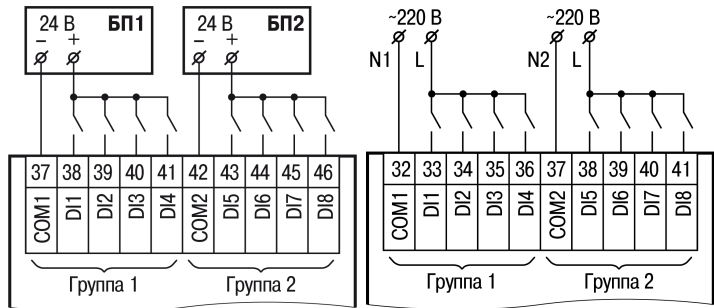 24 В БП1
– +
24 В БП2
– +
37 38 39 40 41 42 43 44 45 46
COM1 DI1 DI2 DI3 DI4 COM2 DI5 DI6 DI7 DI8
Группа 1 Группа 2
~220 В ~220 В
N1 L N2 L
32 33 34 35 36 37 38 39 40 41
COM1 DI1 DI2 DI3 DI4 COM2 DI5 DI6 DI7 DI8
Группа 1 Группа 2